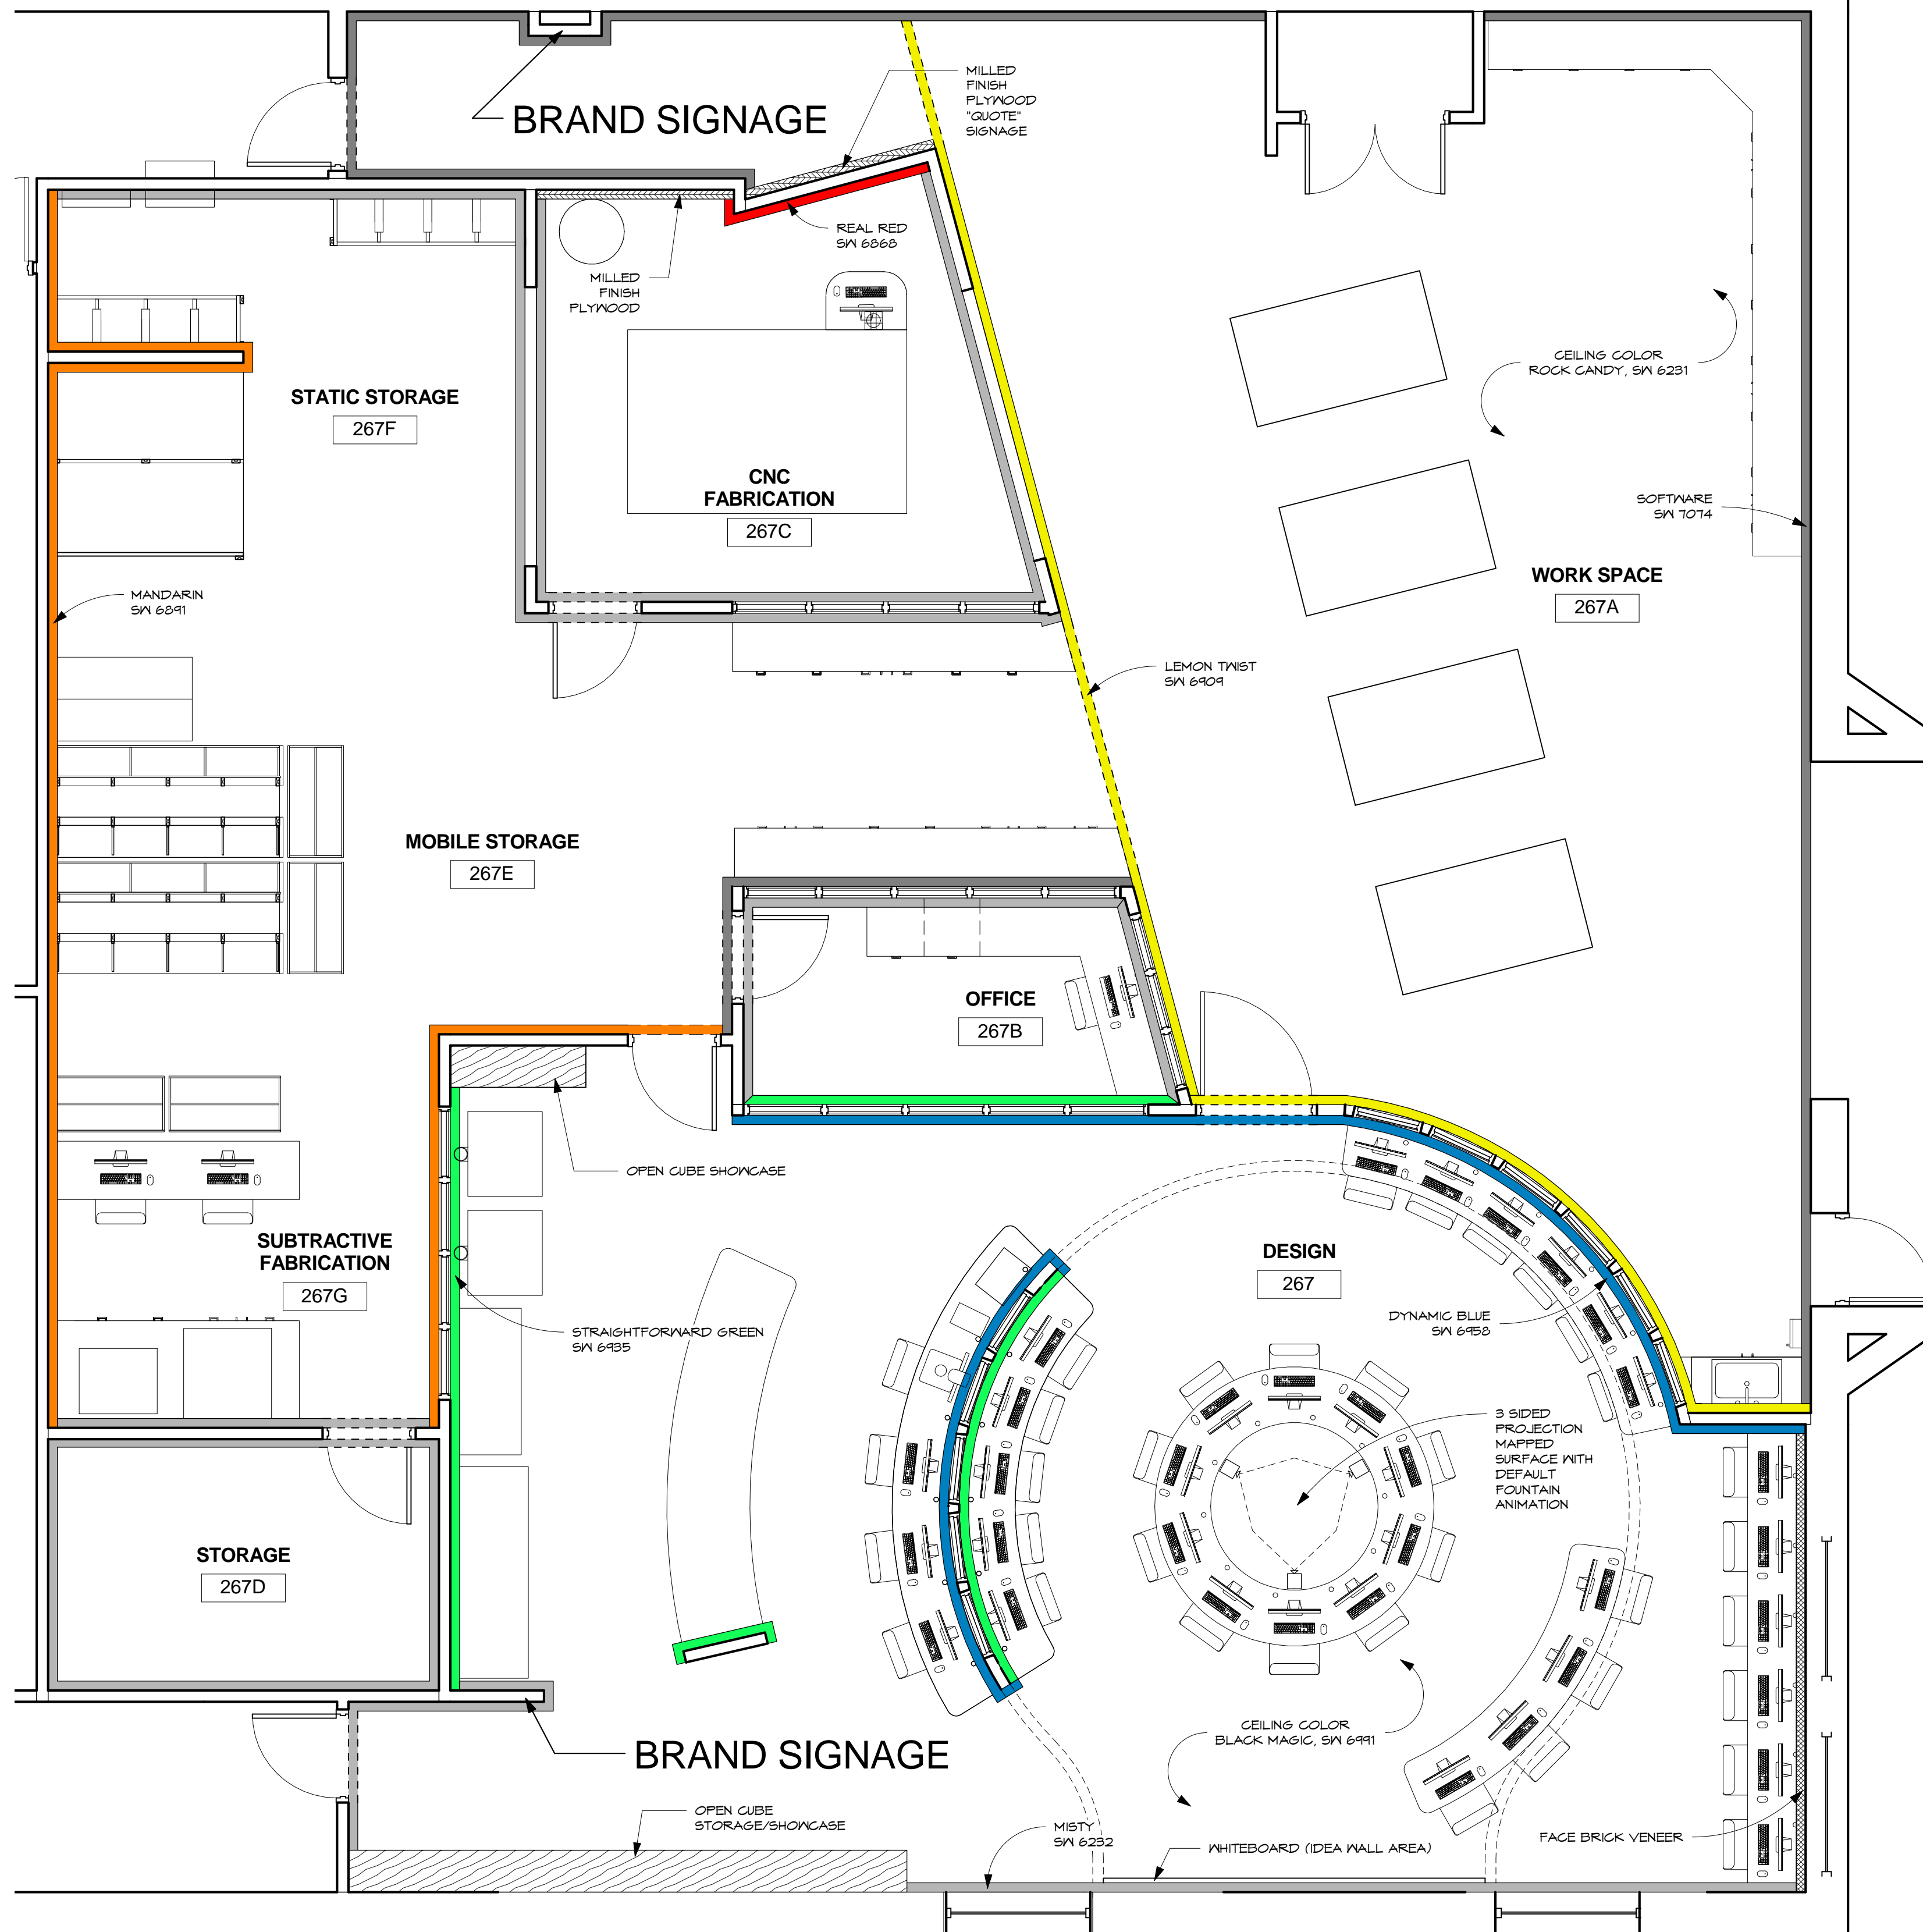 MILLED
FINISH
PLYWOOD
"QUOTE"
SIGNAGE
BRAND SIGNAGE
REAL RED
SW 6868
MILLED
FINISH
PLYWOOD
CEILING COLOR
ROCK CANDY, SW 6231
STATIC STORAGE
267F
CNC
FABRICATION
267C
SOFTWARE
SW 7074
WORK SPACE
267A
MANDARIN
SW 6891
LEMON TWIST
SW 6909
MOBILE STORAGE
267E
OFFICE
267B
OPEN CUBE SHOWCASE
SUBTRACTIVE
FABRICATION
267G
DESIGN
267
STRAIGHTFORWARD GREEN
SW 6935
DYNAMIC BLUE
SW 6958
3 SIDED
PROJECTION
MAPPED
SURFACE WITH
DEFAULT
FOUNTAIN
ANIMATION
STORAGE
267D
CEILING COLOR
BLACK MAGIC, SW 6991
BRAND SIGNAGE
OPEN CUBE
STORAGE/SHOWCASE
MISTY
SW 6232
WHITEBOARD (IDEA WALL AREA)
FACE BRICK VENEER